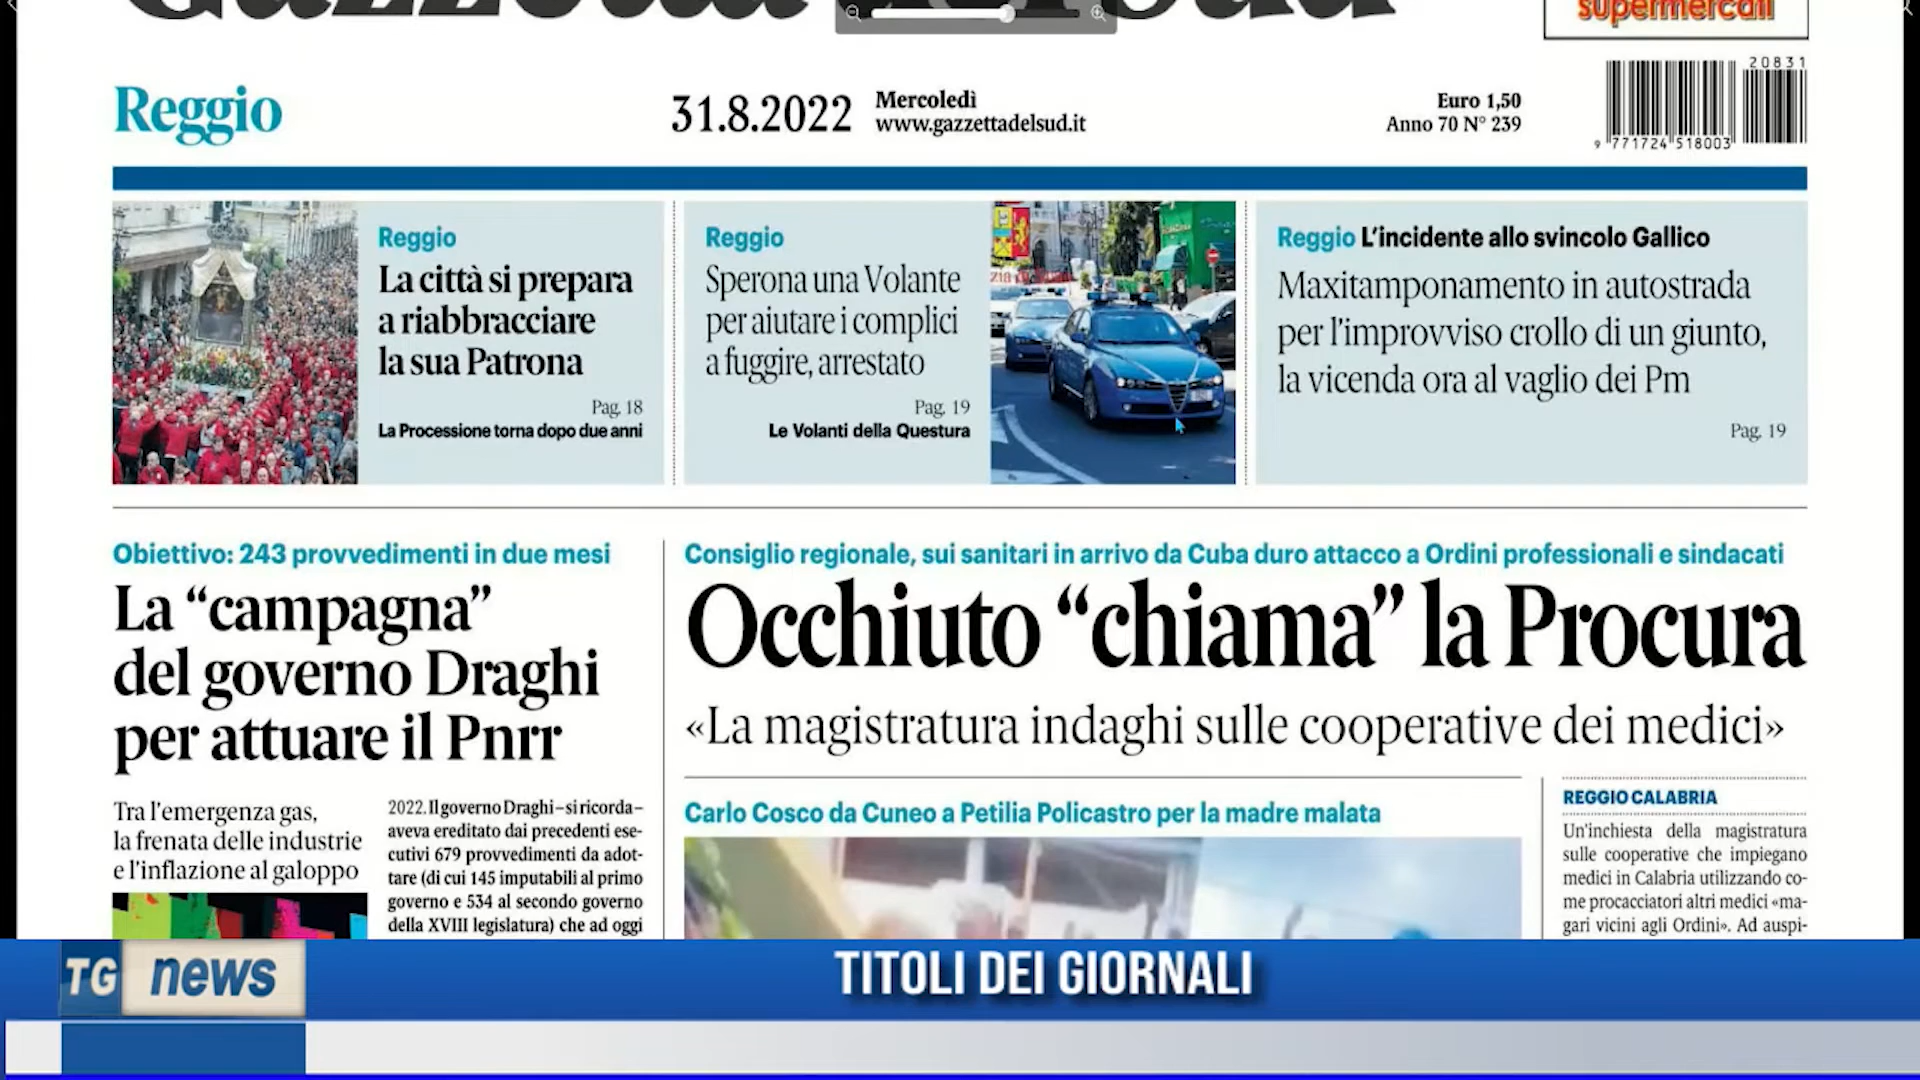 supermercati
20831
Reggio
31.8.2022
Mercoledì
www.gazzettadelsud.it
Euro 1,50
Anno 70 N° 239
9 771724 518003
Reggio
La città si prepara
a riabbracciare
la sua Patrona
Pag. 18
La Processione torna dopo due anni
Reggio
Sperona una Volante
per aiutare i complici
a fuggire, arrestato
Pag. 19
Le Volanti della Questura
Reggio L'incidente allo svincolo Gallico
Maxitamponamento in autostrada
per l'improvviso crollo di un giunto,
la vicenda ora al vaglio dei Pm
Pag. 19
Obiettivo: 243 provvedimenti in due mesi
La “campagna”
del governo Draghi
per attuare il Pnrr
Tra l'emergenza gas,
la frenata delle industrie
e l'inflazione al galoppo
2022. Il governo Draghi – si ricorda –
aveva ereditato dai precedenti ese-
cutivi 679 provvedimenti da adot-
tare (di cui 145 imputabili al primo
governo e 534 al secondo governo
della XVIII legislatura) che ad oggi
Consiglio regionale, sui sanitari in arrivo da Cuba duro attacco a Ordini professionali e sindacati
Occhiuto “chiama” la Procura
«La magistratura indaghi sulle cooperative dei medici»
Carlo Cosco da Cuneo a Petilia Policastro per la madre malata
REGGIO CALABRIA
Un'inchiesta della magistratura
sulle cooperative che impiegano
medici in Calabria utilizzando co-
me procacciatori altri medici «ma-
gari vicini agli Ordini». Ad auspi-
TG news
TITOLI DEI GIORNALI